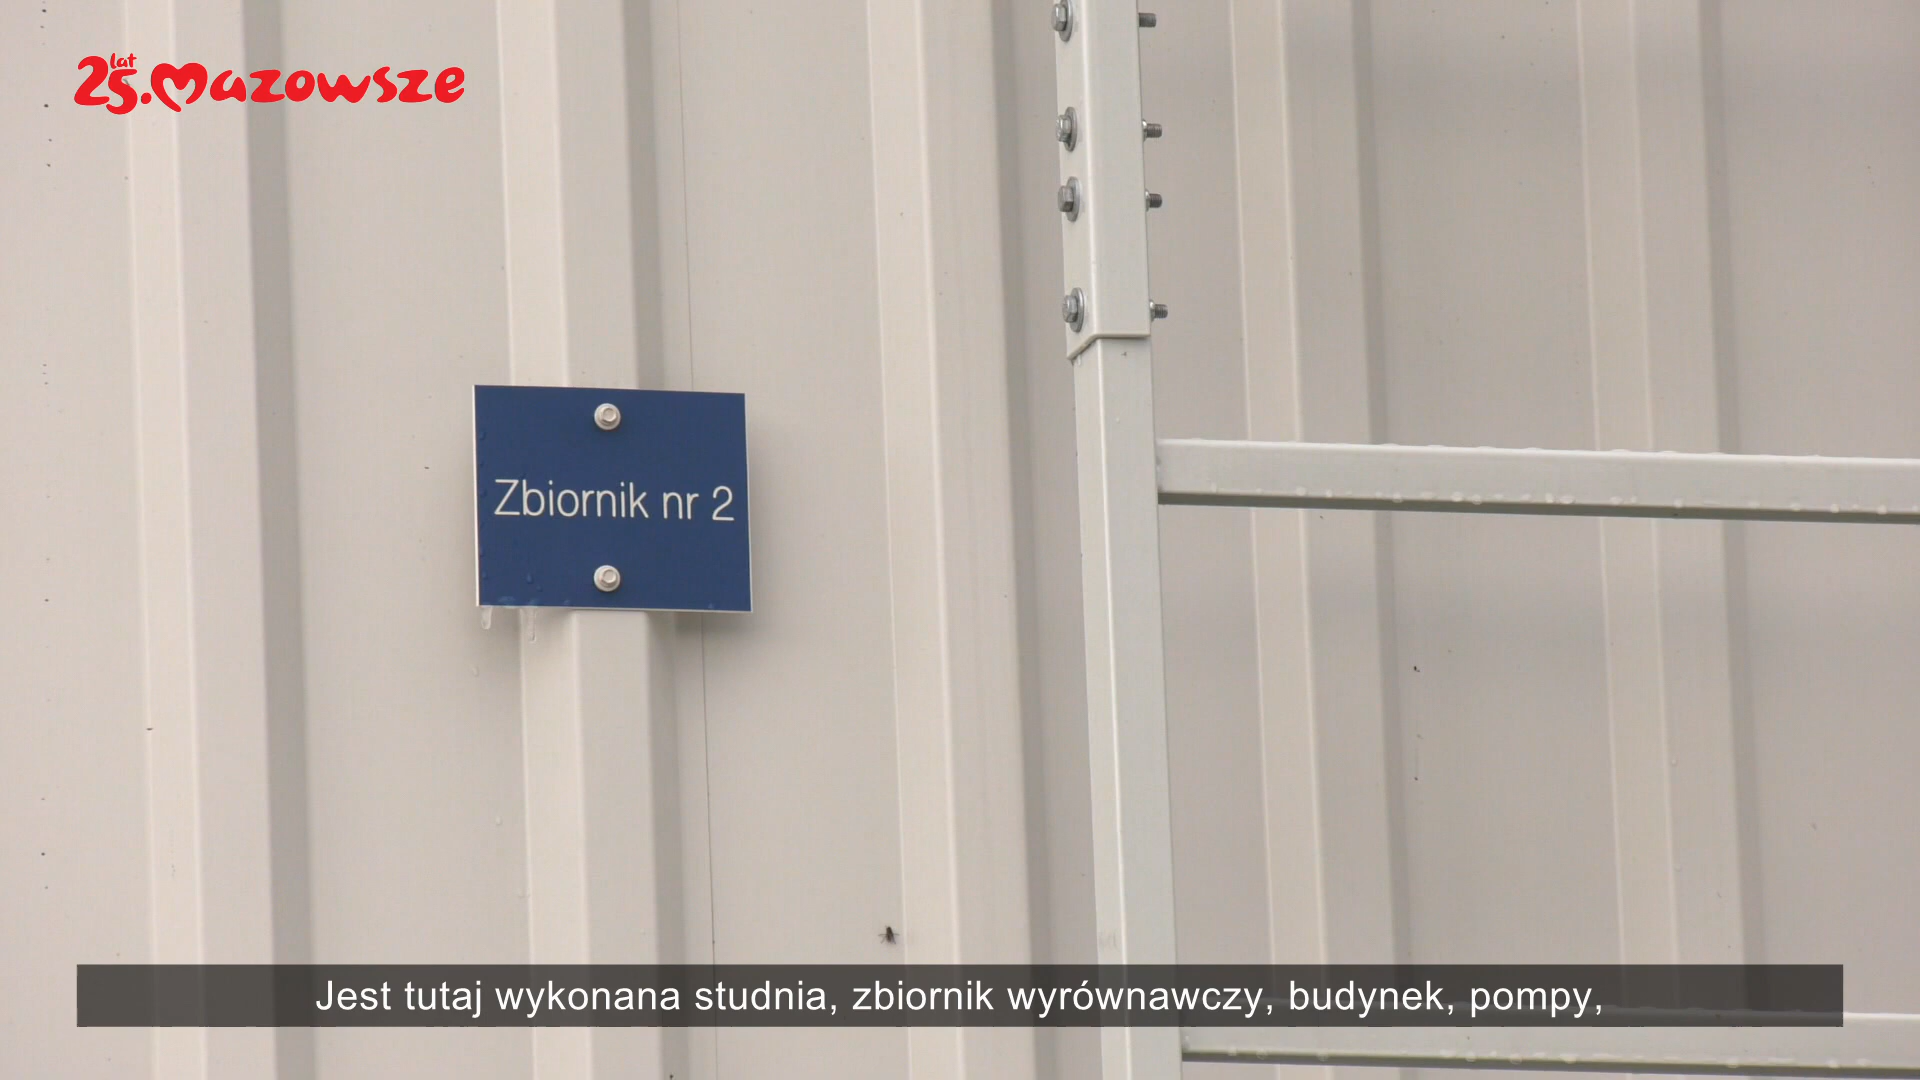 25 lat.Mazowsze
Zbiornik nr 2
Jest tutaj wykonana studnia, zbiornik wyrównawczy, budynek, pompy,